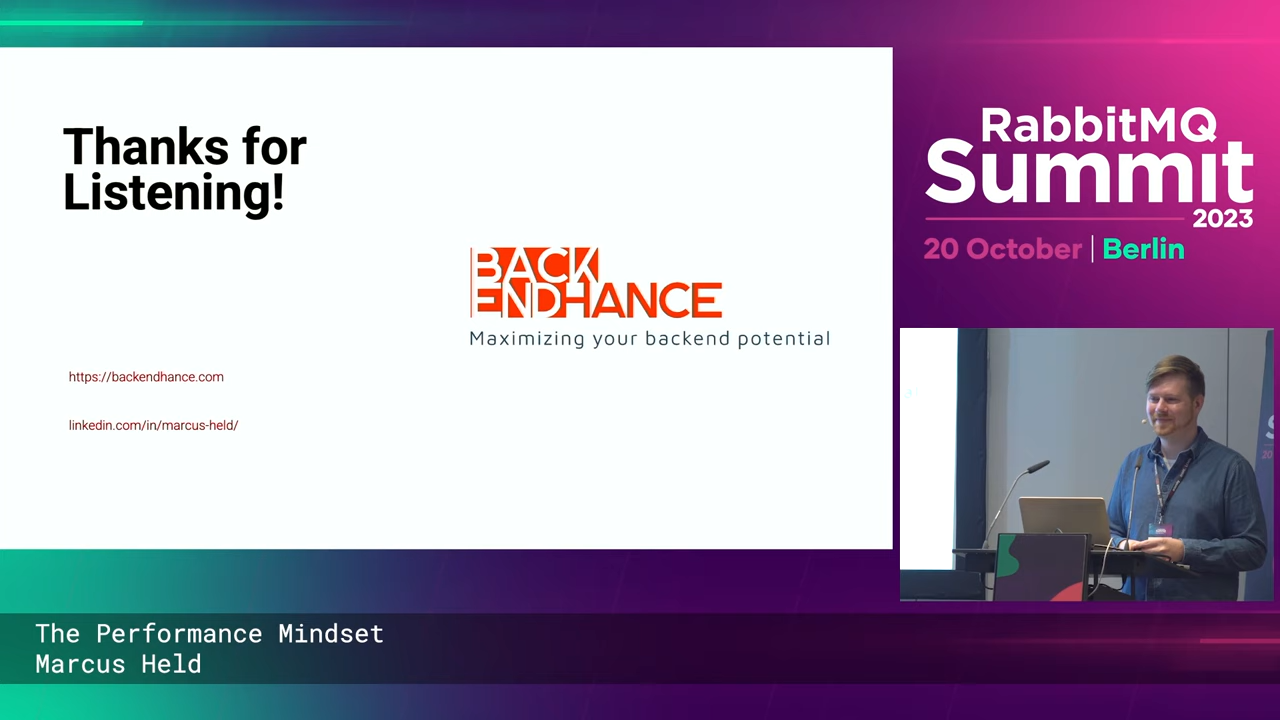 Thanks for
Listening!
BACK
ENDHANCE
Maximizing your backend potential
https://backendhance.com
linkedin.com/in/marcus-held/
RabbitMQ
Summit
2023
20 October | Berlin
The Performance Mindset
Marcus Held